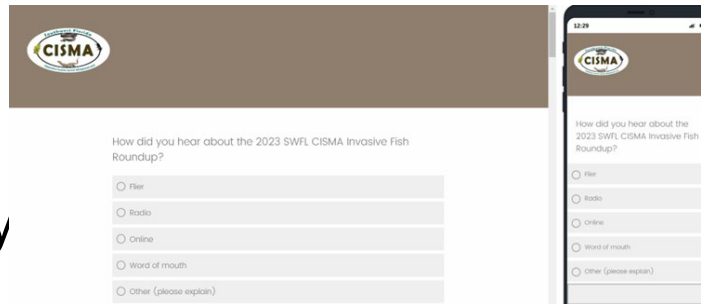 Southwest Florida
CISMA
How did you hear about the 2023 SWFL CISMA Invasive Fish
Roundup?
Flier
Radio
Online
Word of mouth
Other (please explain)
12:29
CISMA
How did you hear about the
2023 SWFL CISMA Invasive Fish
Roundup?
Flier
Radio
Online
Word of mouth
Other (please explain)